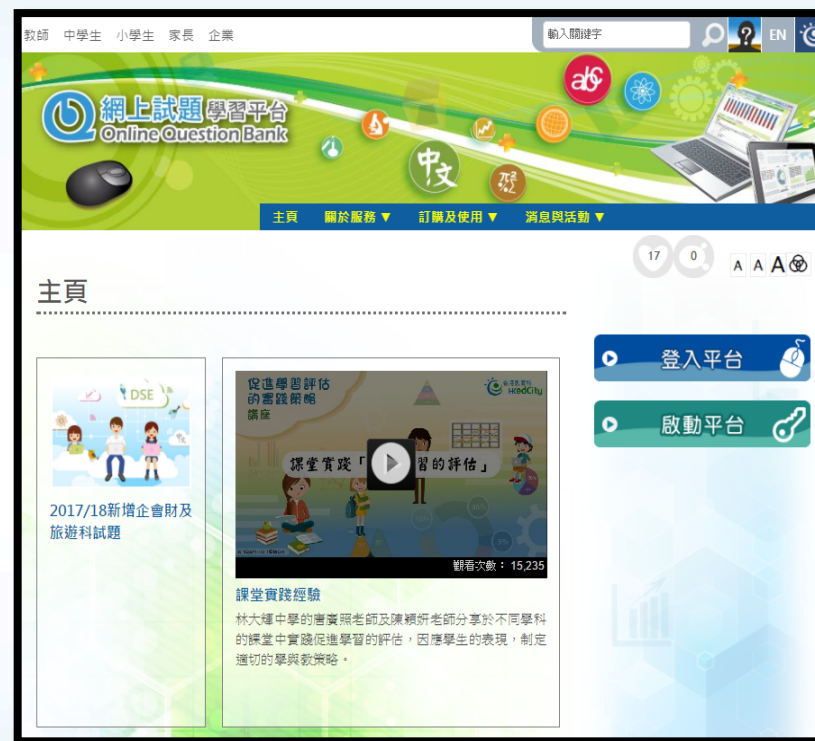 教師 中學生 小學生 家長 企業
輸入關鍵字
EN
網上試題學習平台
Online Question Bank
abc
中文
主頁 關於服務 ▼ 訂購及使用 ▼ 消息與活動 ▼
17 0
A A A
主頁
登入平台
啟動平台
DSE
2017/18新增企會財及
旅遊科試題
促進學習評估
的實踐策略
講座
香港教育城
HKedCity
觀看次數: 15,235
課堂實踐經驗
林大輝中學的唐廣照老師及陳穎妍老師分享於不同學科
的課堂中實踐促進學習的評估,因應學生的表現,制定
適切的學與教策略。